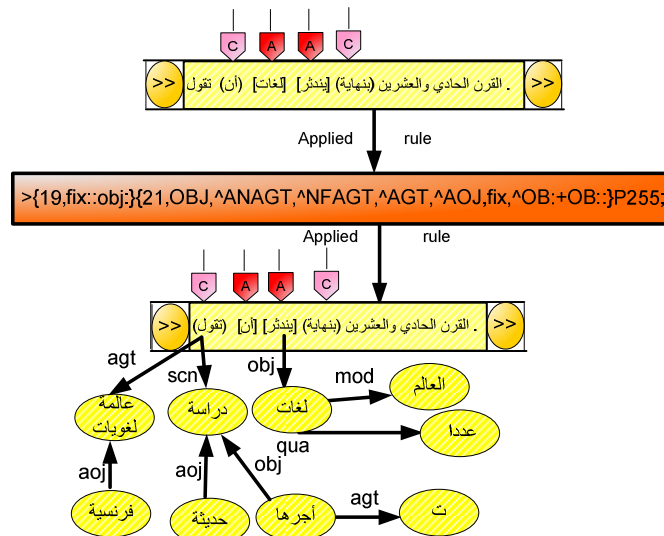 C A A C
>> تقول (أن) [لغات] [يندثر] (بنهاية) القرن الحادي والعشرين . >>
Applied rule
>{19,fix::obj:}{21,OBJ,^ANAGT,^NFAGT,^AGT,^AOJ,fix,^OB:+OB::}P255;
Applied rule
C A A C
>> (تقول) [أن] [يندثر] (بنهاية) القرن الحادي والعشرين . >>
agt scn obj mod
العالم
عالمة لغويات
دراسة
لغات
عددا
qua
aoj aoj obj agt
فرنسية
حديثة
أجرها
ت